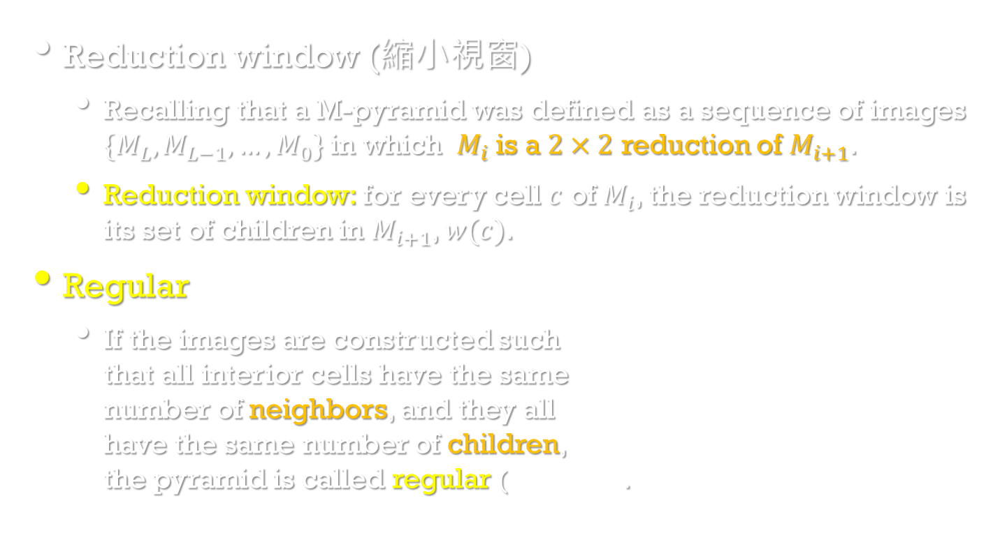 • Reduction window (縮小視窗)
• Recalling that a M-pyramid was defined as a sequence of images
{M_L, M_{L−1}, … , M_0} in which M_i is a 2 × 2 reduction of M_{i+1}.
• Reduction window: for every cell c of M_i, the reduction window is
its set of children in M_{i+1}, w(c).
• Regular
• If the images are constructed such
that all interior cells have the same
number of neighbors, and they all
have the same number of children,
the pyramid is called regular ( .